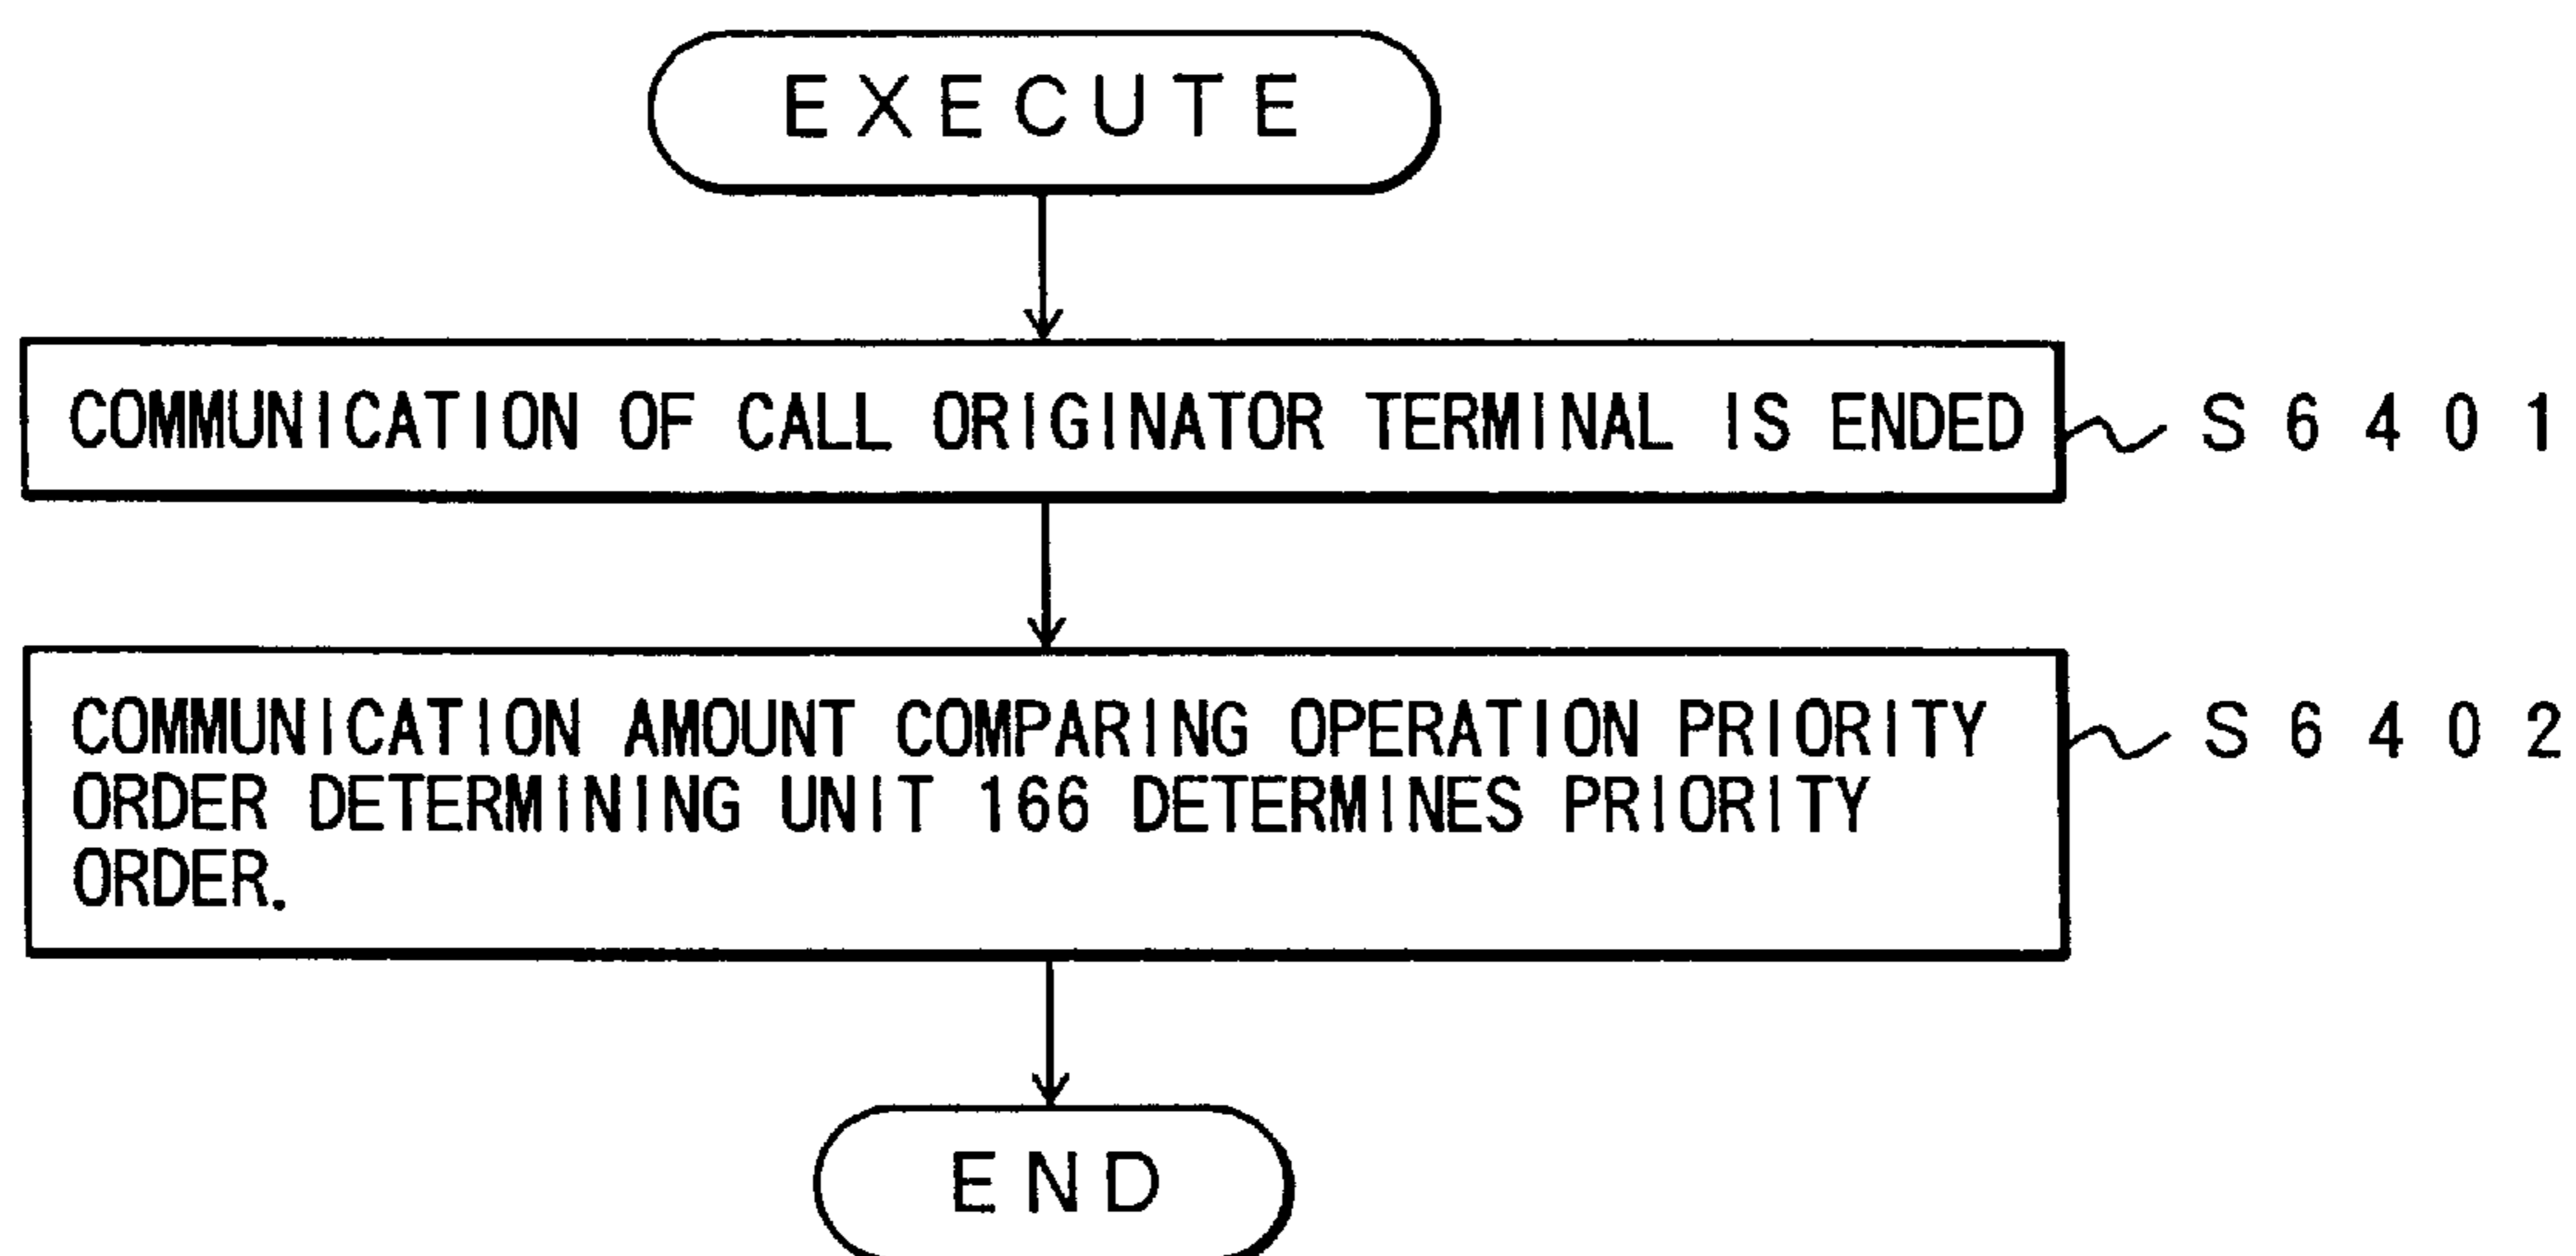 EXECUTE
COMMUNICATION OF CALL ORIGINATOR TERMINAL IS ENDED
S6401
COMMUNICATION AMOUNT COMPARING OPERATION PRIORITY
ORDER DETERMINING UNIT 166 DETERMINES PRIORITY
ORDER.
S6402
END